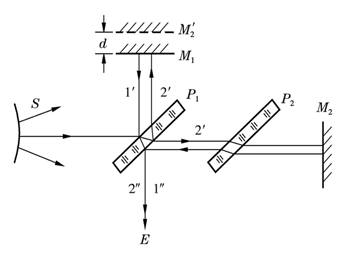 M₂′
d
M₁
1′ 2′ P₁ P₂
S M₂
2′
2″ 1″
E